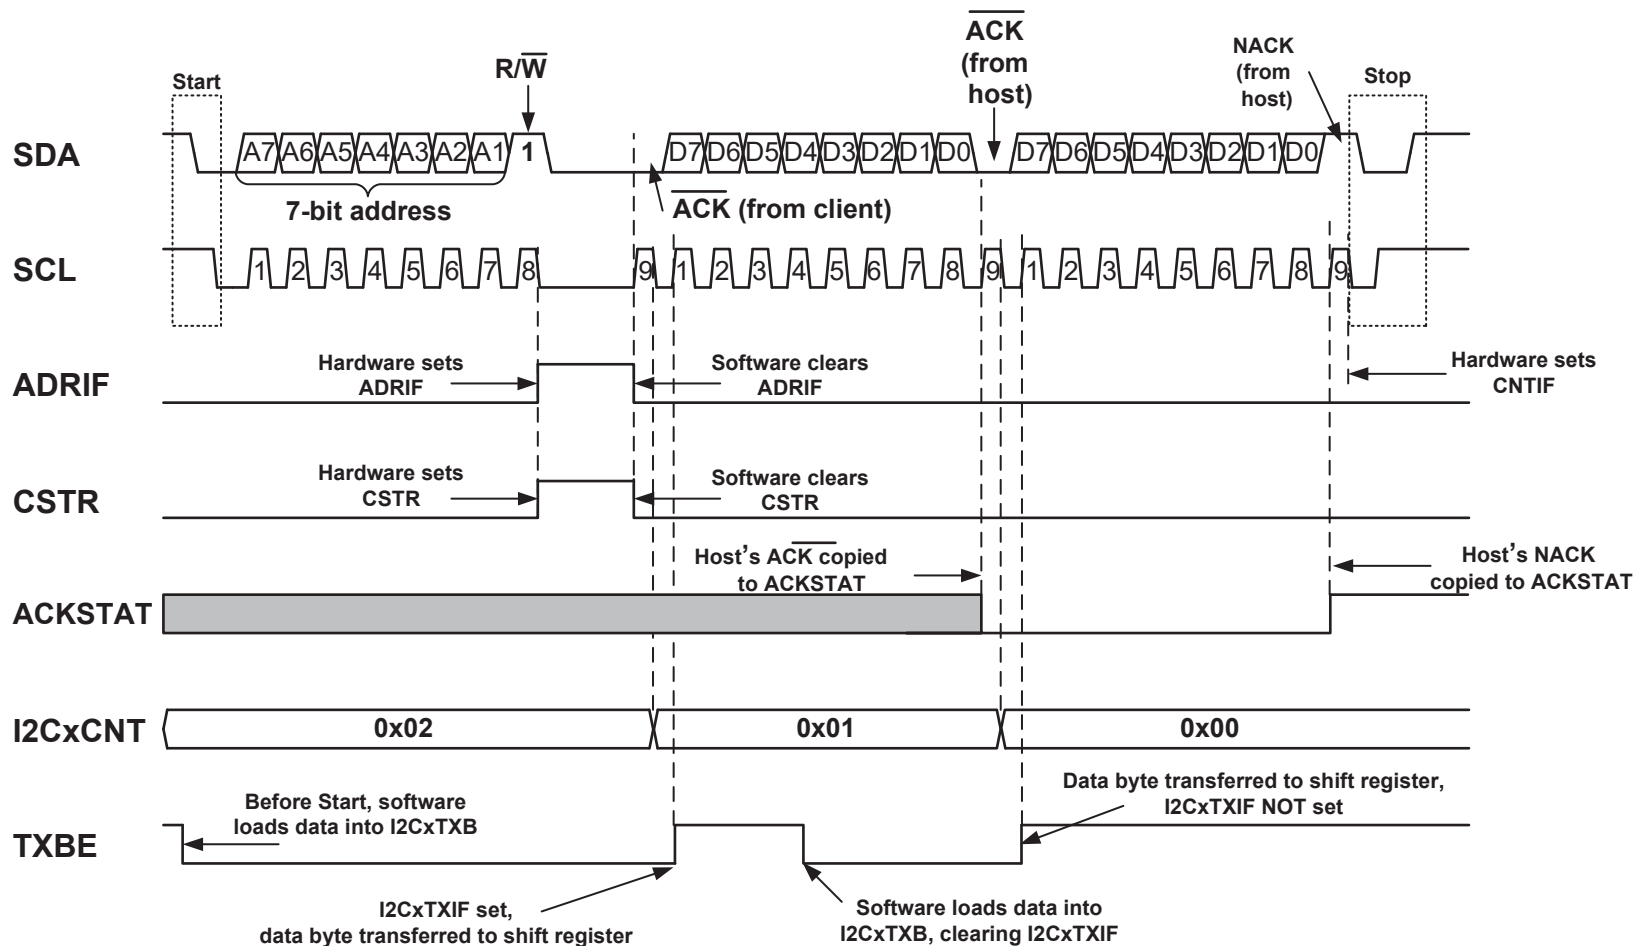 Start
R/W
ACK
(from
host)
NACK
(from
host)
Stop
SDA
A7 A6 A5 A4 A3 A2 A1 1
D7 D6 D5 D4 D3 D2 D1 D0
D7 D6 D5 D4 D3 D2 D1 D0
7-bit address
ACK (from client)
SCL
1 2 3 4 5 6 7 8 9 1 2 3 4 5 6 7 8 9 1 2 3 4 5 6 7 8 9
ADRIF
Hardware sets
ADRIF
Software clears
ADRIF
Hardware sets
CNTIF
CSTR
Hardware sets
CSTR
Software clears
CSTR
ACKSTAT
Host's ACK copied
to ACKSTAT
Host's NACK
copied to ACKSTAT
I2CxCNT
0x02
0x01
0x00
TXBE
Before Start, software
loads data into I2CxTXB
Data byte transferred to shift register,
I2CxTXIF NOT set
I2CxTXIF set,
data byte transferred to shift register
Software loads data into
I2CxTXB, clearing I2CxTXIF